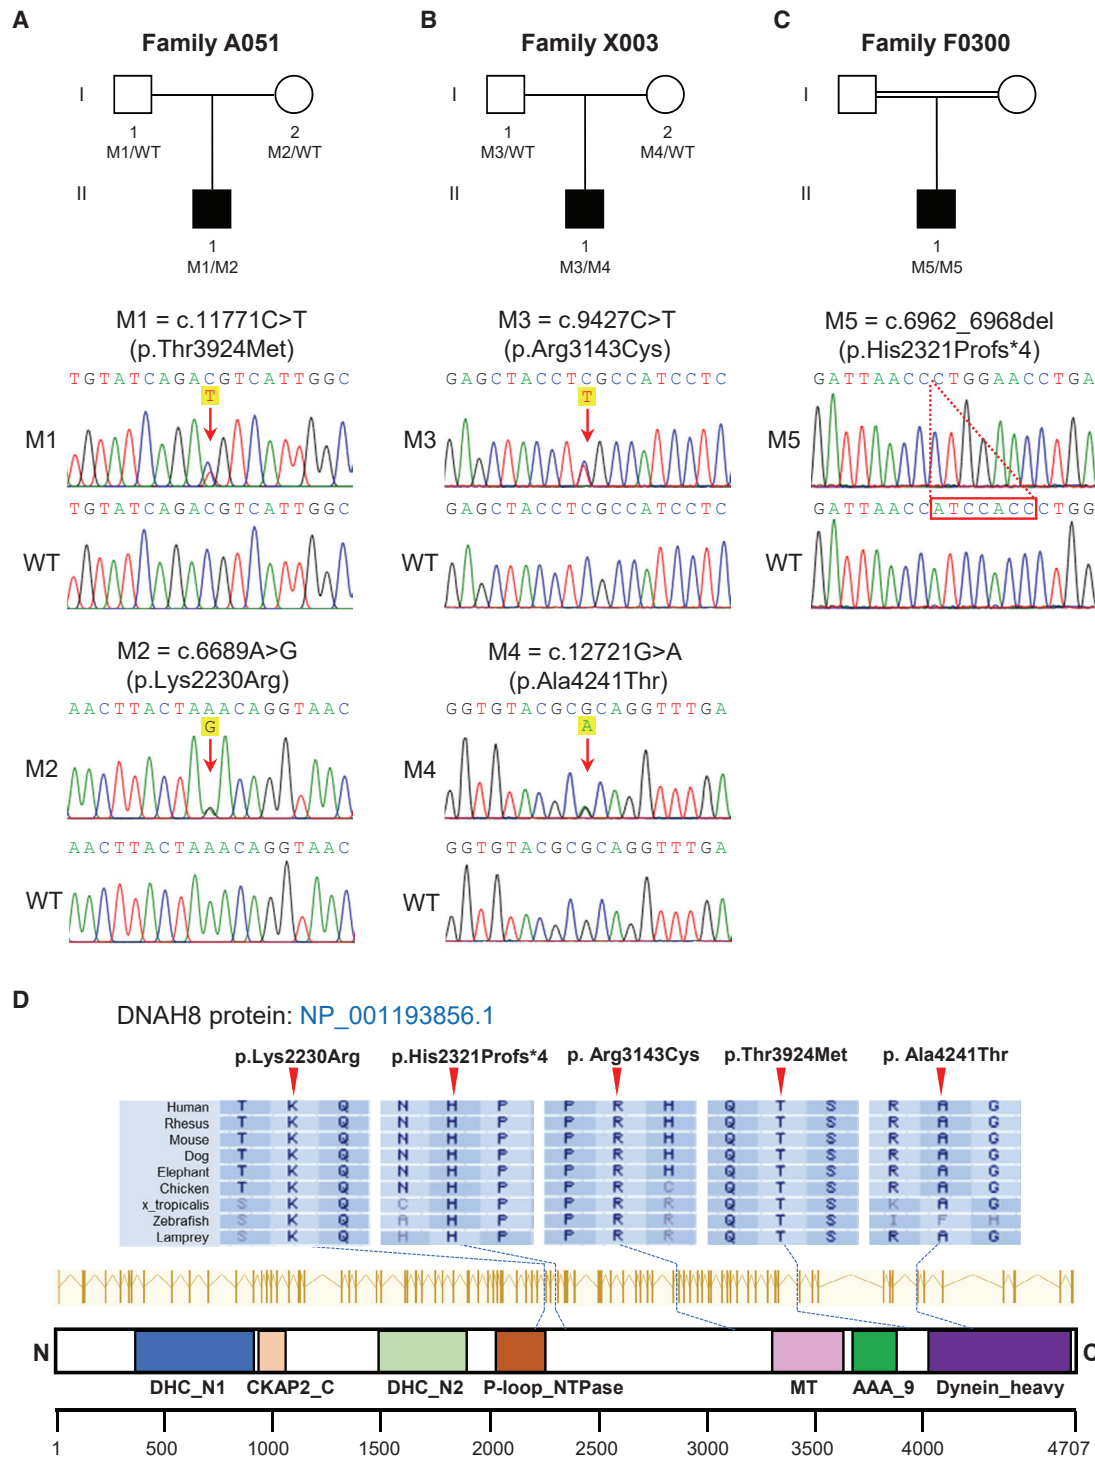 A
Family A051
I
1
M1/WT
2
M2/WT
II
1
M1/M2
M1 = c.11771C>T
(p.Thr3924Met)
TGTATCAGACGTCATTGGC
T
M1
TGTATCAGACGTCATTGGC
WT
M2 = c.6689A>G
(p.Lys2230Arg)
AACTTACTAAACAGGTAAC
G
M2
AACTTACTAAACAGGTAAC
WT
B
Family X003
I
1
M3/WT
2
M4/WT
II
1
M3/M4
M3 = c.9427C>T
(p.Arg3143Cys)
GAGCTACCTCGCCATCCTC
T
M3
GAGCTACCTCGCCATCCTC
WT
M4 = c.12721G>A
(p.Ala4241Thr)
GGTGTACGCGCAGGTTTGA
A
M4
GGTGTACGCGCAGGTTTGA
WT
C
Family F0300
I
II
1
M5/M5
M5 = c.6962_6968del
(p.His2321Profs*4)
GATTAACCCTGGAACCTGA
M5
GATTAACCATCCACCCTGG
WT
D
DNAH8 protein: NP_001193856.1
p.Lys2230Arg p.His2321Profs*4 p. Arg3143Cys p.Thr3924Met p. Ala4241Thr
Human T K Q N H P P R H Q T S R A G
Rhesus T K Q N H P P R H Q T S R A G
Mouse T K Q N H P P R H Q T S R A G
Dog T K Q N H P P R H Q T S R A G
Elephant T K Q N H P P R H Q T S R A G
Chicken T K Q N H P P R C Q T S R A G
x_tropicalis S K Q C H P P R R Q T S K A G
Zebrafish S K Q A H P P R R Q T S I F H
Lamprey S K Q H H P P R R Q T S R A G
N C
DHC_N1 CKAP2_C DHC_N2 P-loop_NTPase MT AAA_9 Dynein_heavy
1 500 1000 1500 2000 2500 3000 3500 4000 4707